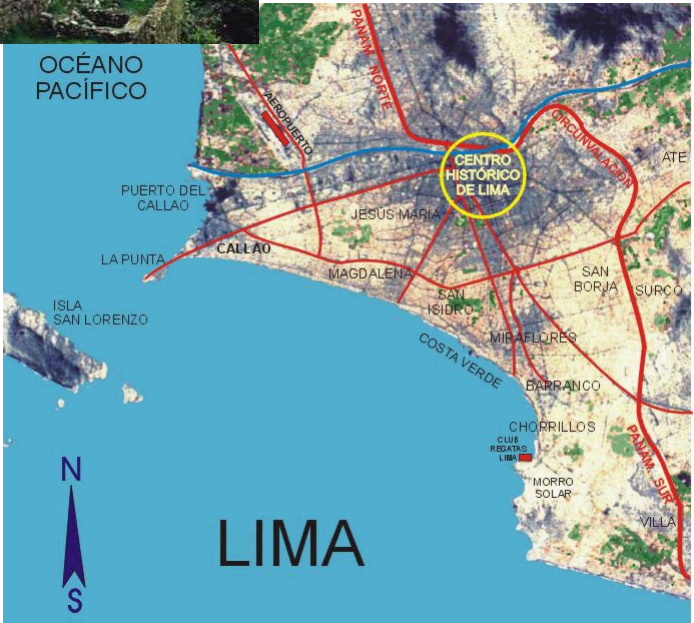 OCÉANO
PACÍFICO
PANAM. NORTE
AEROPUERTO
CIRCUNVALACIÓN
CENTRO
HISTÓRICO
DE LIMA
ATE
PUERTO DEL
CALLAO
JESÚS MARÍA
LA PUNTA
CALLAO
MAGDALENA
SAN
ISIDRO
SAN
BORJA
SURCO
ISLA
SAN LORENZO
MIRAFLORES
COSTA VERDE
BARRANCO
CHORRILLOS
CLUB
REGATAS
LIMA
PANAM. SUR
MORRO
SOLAR
VILLA
N
S
LIMA